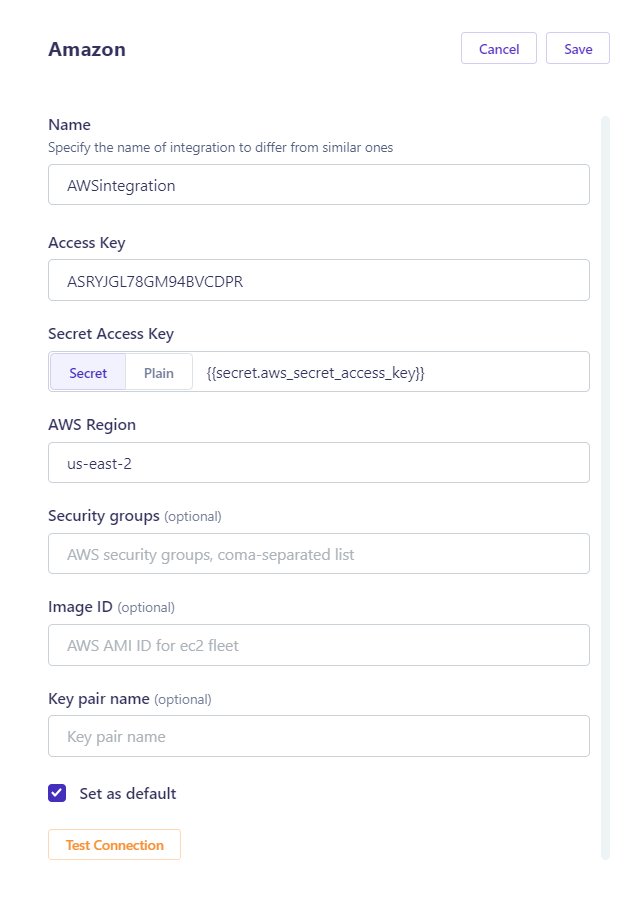 Amazon
Cancel
Save
Name
Specify the name of integration to differ from similar ones
AWSintegration
Access Key
ASRYJGL78GM94BVCDPR
Secret Access Key
Secret
Plain
{{secret.aws_secret_access_key}}
AWS Region
us-east-2
Security groups (optional)
AWS security groups, coma-separated list
Image ID (optional)
AWS AMI ID for ec2 fleet
Key pair name (optional)
Key pair name
Set as default
Test Connection